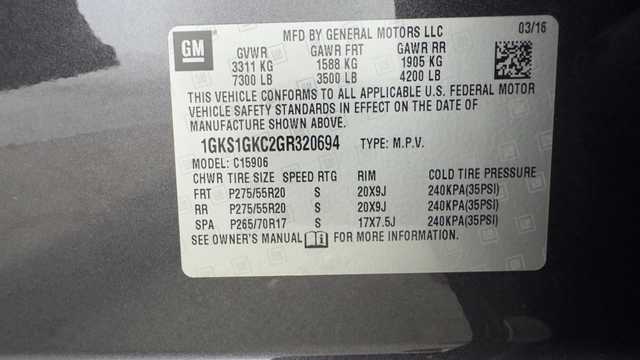 MFD BY GENERAL MOTORS LLC 03/16
GM
GVWR GAWR FRT GAWR RR
3311 KG 1588 KG 1905 KG
7300 LB 3500 LB 4200 LB
THIS VEHICLE CONFORMS TO ALL APPLICABLE U.S. FEDERAL MOTOR
VEHICLE SAFETY STANDARDS IN EFFECT ON THE DATE OF
MANUFACTURE SHOWN ABOVE.
1GKS1GKC2GR320694 TYPE: M.P.V.
MODEL: C15906
CHWR TIRE SIZE SPEED RTG RIM COLD TIRE PRESSURE
FRT P275/55R20 S 20X9J 240KPA(35PSI)
RR P275/55R20 S 20X9J 240KPA(35PSI)
SPA P265/70R17 S 17X7.5J 240KPA(35PSI)
SEE OWNER'S MANUAL FOR MORE INFORMATION.